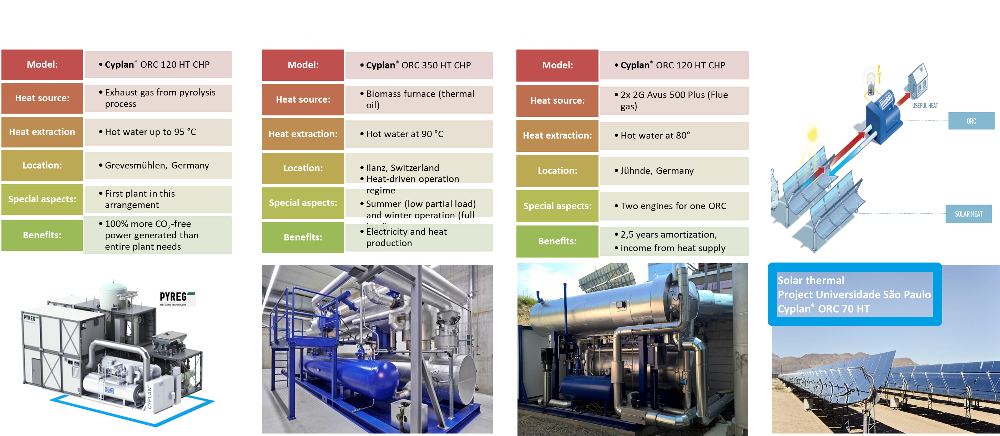 Model:
• Cyplan® ORC 120 HT CHP
Heat source:
• Exhaust gas from pyrolysis
process
Heat extraction
• Hot water up to 95 °C
Location:
• Grevesmühlen, Germany
Special aspects:
• First plant in this
arrangement
Benefits:
• 100% more CO₂-free
power generated than
entire plant needs
PYREG
NET ZERO TECHNOLOGY
PYREG
NET ZERO TECHNOLOGY
DÜRR
CYPLAN®
Model:
• Cyplan® ORC 350 HT CHP
Heat source:
• Biomass furnace (thermal
oil)
Heat extraction:
• Hot water at 90 °C
Location:
• Ilanz, Switzerland
• Heat-driven operation
regime
Special aspects:
• Summer (low partial load)
and winter operation (full
load)
Benefits:
• Electricity and heat
production
Model:
• Cyplan® ORC 120 HT CHP
Heat source:
• 2x 2G Avus 500 Plus (Flue
gas)
Heat extraction:
• Hot water at 80°
Location:
• Jühnde, Germany
Special aspects:
• Two engines for one ORC
Benefits:
• 2,5 years amortization,
• income from heat supply
DÜRR
USEFUL HEAT
ORC
SOLAR HEAT
Solar thermal
Project Universidade São Paulo
Cyplan® ORC 70 HT